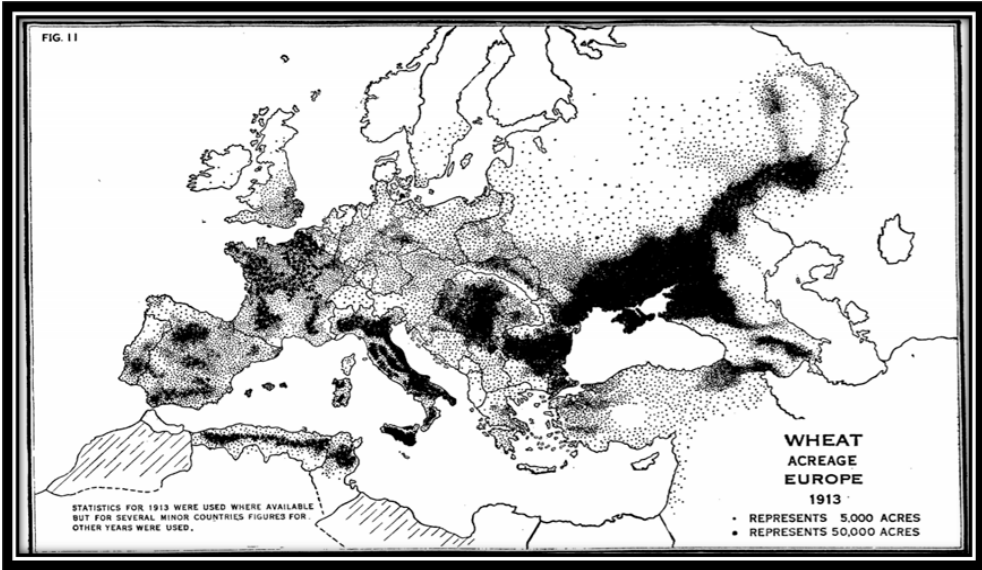 FIG. 11
STATISTICS FOR 1913 WERE USED WHERE AVAILABLE
BUT FOR SEVERAL MINOR COUNTRIES FIGURES FOR
OTHER YEARS WERE USED.
WHEAT
ACREAGE
EUROPE
1913
• REPRESENTS 5,000 ACRES
• REPRESENTS 50,000 ACRES